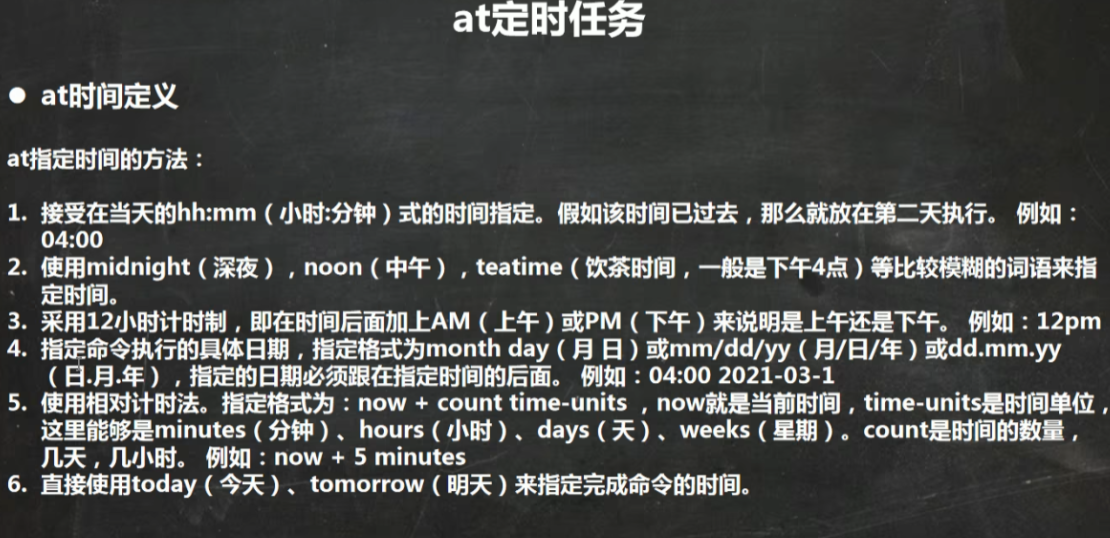 at定时任务
● at时间定义
at指定时间的方法：
1. 接受在当天的hh:mm（小时:分钟）式的时间指定。假如该时间已过去，那么就放在第二天执行。 例如：
04:00
2. 使用midnight（深夜），noon（中午），teatime（饮茶时间，一般是下午4点）等比较模糊的词语来指
定时间。
3. 采用12小时计时制，即在时间后面加上AM（上午）或PM（下午）来说明是上午还是下午。 例如：12pm
4. 指定命令执行的具体日期，指定格式为month day（月 日）或mm/dd/yy（月/日/年）或dd.mm.yy
（日.月.年），指定的日期必须跟在指定时间的后面。 例如：04:00 2021-03-1
5. 使用相对计时法。指定格式为：now + count time-units ，now就是当前时间，time-units是时间单位，
这里能够是minutes（分钟）、hours（小时）、days（天）、weeks（星期）。count是时间的数量，
几天，几小时。 例如：now + 5 minutes
6. 直接使用today（今天）、tomorrow（明天）来指定完成命令的时间。